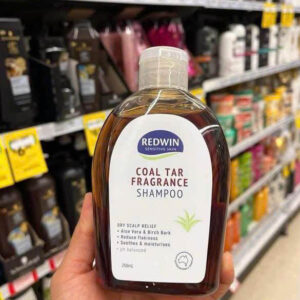 REDWIN
SENSITIVE SKIN
COAL TAR
FRAGRANCE
SHAMPOO
DRY SCALP RELIEF
• Aloe Vera & Birch Bark
• Reduce Flakiness
• Soothes & moisturises
• pH balanced
250mL